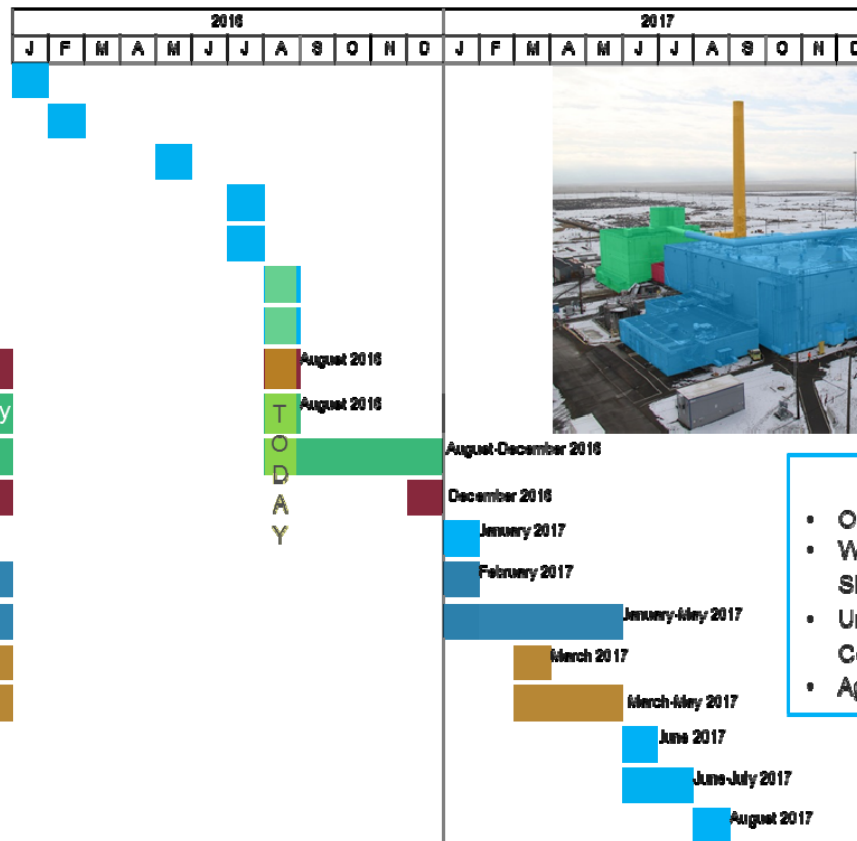 2016 2017
J F M A M J J A S O N D J F M A M J J A S O N D
August 2016
y August 2016
TODAY
August-December 2016
December 2016
January 2017
February 2017
January-May 2017
March 2017
March-May 2017
June 2017
June-July 2017
August 2017
• O
• W
S
• U
C
• A